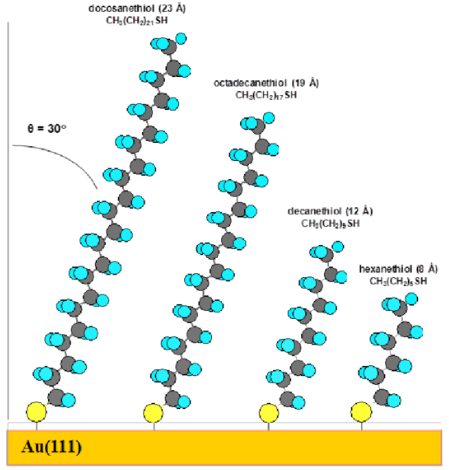 docosanethiol (23 Å)
CH₃(CH₂)₂₁SH
octadecanethiol (19 Å)
CH₃(CH₂)₁₇SH
θ = 30°
decanethiol (12 Å)
CH₃(CH₂)₉SH
hexanethiol (8 Å)
CH₃(CH₂)₅SH
Au(111)